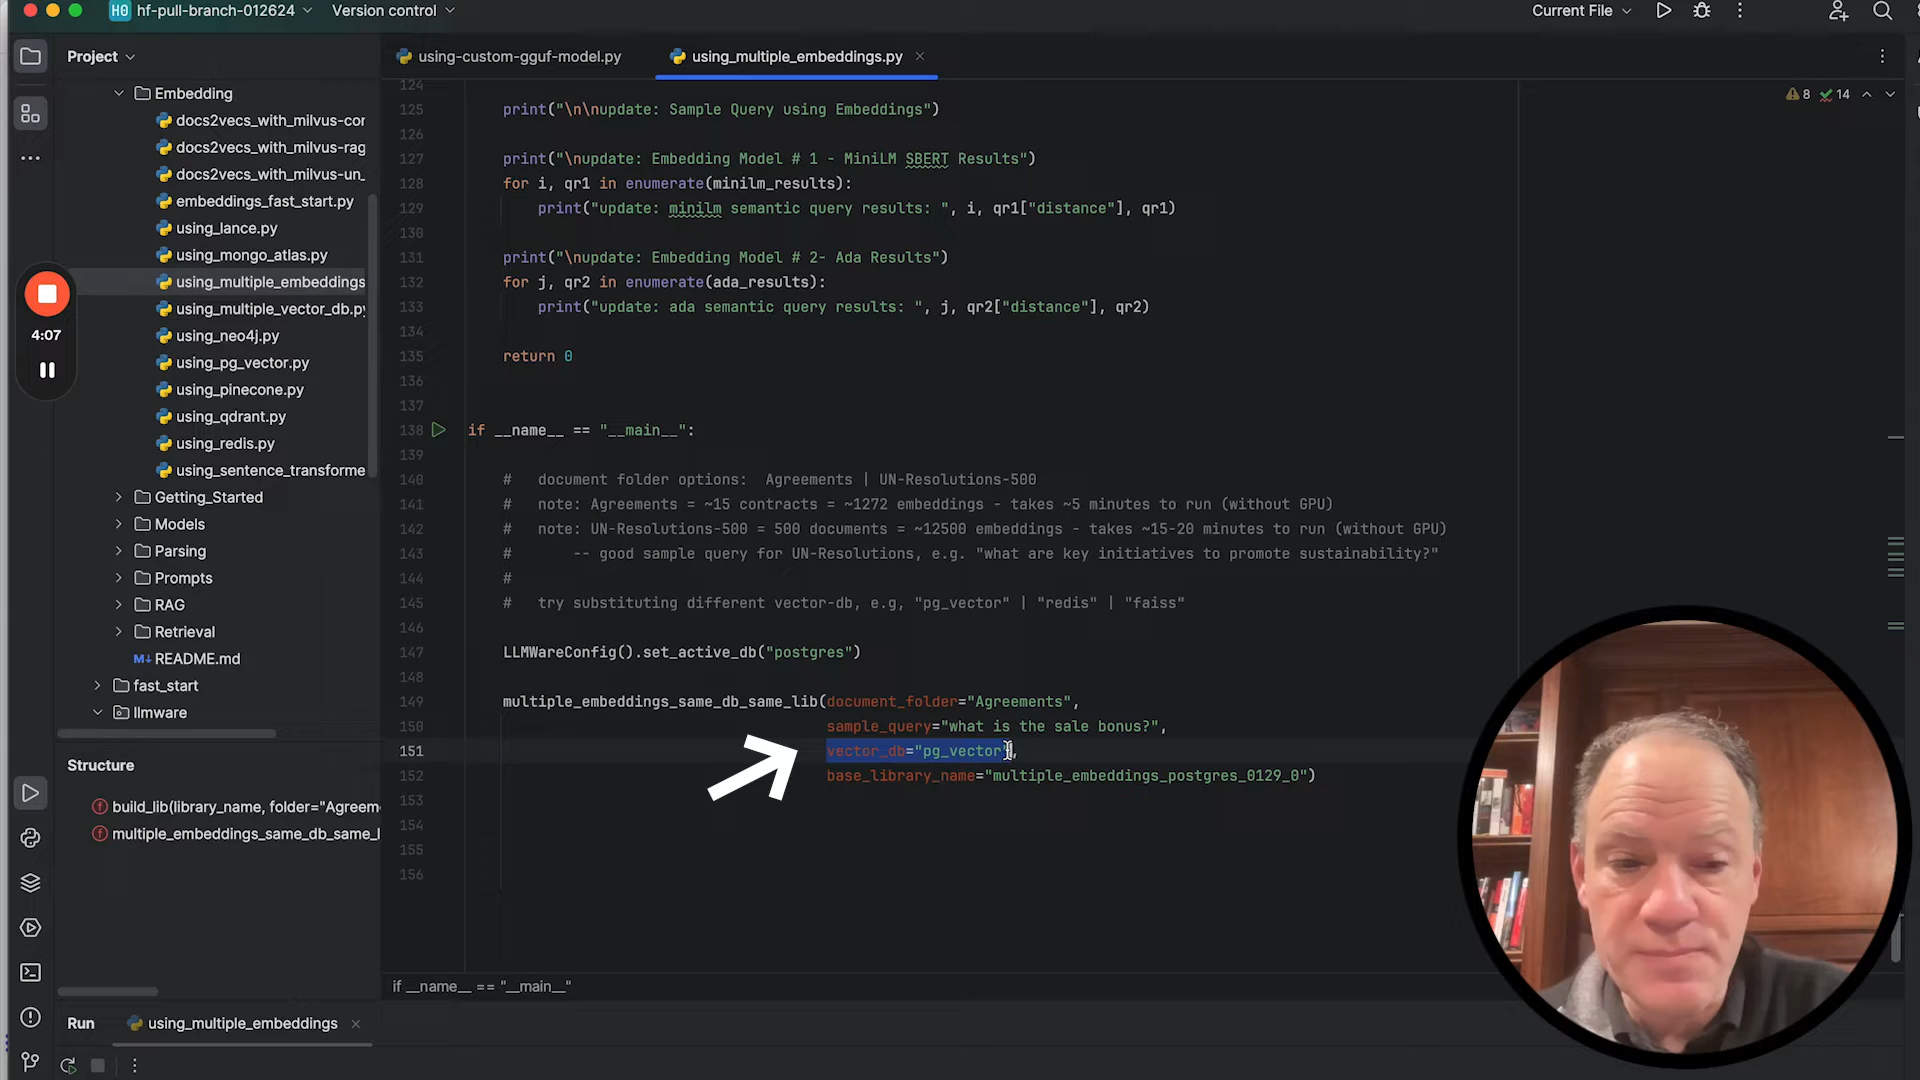 H0 hf-pull-branch-012624 Version control Current File
Project using-custom-gguf-model.py using_multiple_embeddings.py
Embedding
docs2vecs_with_milvus-cor
docs2vecs_with_milvus-rag
docs2vecs_with_milvus-un_
embeddings_fast_start.py
using_lance.py
using_mongo_atlas.py
using_multiple_embeddings
using_multiple_vector_db.py
using_neo4j.py
using_pg_vector.py
using_pinecone.py
using_qdrant.py
using_redis.py
using_sentence_transforme
Getting_Started
Models
Parsing
Prompts
RAG
Retrieval
M↓ README.md
fast_start
llmware
4:07
Structure
f build_lib(library_name, folder="Agreeme
f multiple_embeddings_same_db_same_l
8 14
124
125 print("\n\nupdate: Sample Query using Embeddings")
126
127 print("\nupdate: Embedding Model # 1 - MiniLM SBERT Results")
128 for i, qr1 in enumerate(minilm_results):
129 print("update: minilm semantic query results: ", i, qr1["distance"], qr1)
130
131 print("\nupdate: Embedding Model # 2- Ada Results")
132 for j, qr2 in enumerate(ada_results):
133 print("update: ada semantic query results: ", j, qr2["distance"], qr2)
134
135 return 0
136
137
138 if __name__ == "__main__":
139
140 # document folder options: Agreements | UN-Resolutions-500
141 # note: Agreements = ~15 contracts = ~1272 embeddings - takes ~5 minutes to run (without GPU)
142 # note: UN-Resolutions-500 = 500 documents = ~12500 embeddings - takes ~15-20 minutes to run (without GPU)
143 # -- good sample query for UN-Resolutions, e.g. "what are key initiatives to promote sustainability?"
144 #
145 # try substituting different vector-db, e.g, "pg_vector" | "redis" | "faiss"
146
147 LLMWareConfig().set_active_db("postgres")
148
149 multiple_embeddings_same_db_same_lib(document_folder="Agreements",
150 sample_query="what is the sale bonus?",
151 vector_db="pg_vector",
152 base_library_name="multiple_embeddings_postgres_0129_0")
153
154
155
156
if __name__ == "__main__"
Run using_multiple_embeddings